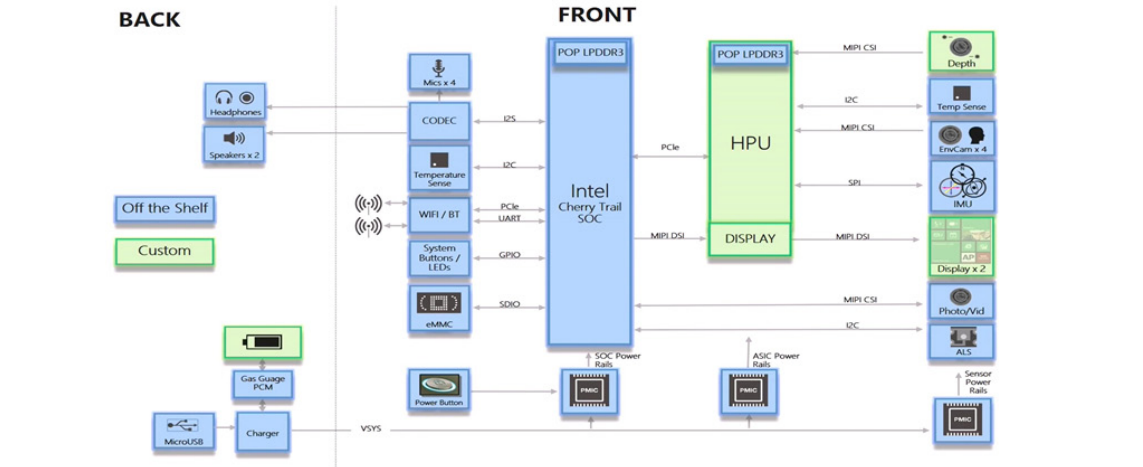 BACK
FRONT
POP LPDDR3
POP LPDDR3
MIPI CSI
Depth
Mics x 4
Headphones
CODEC
I2S
I2C
Temp Sense
MIPI CSI
EnvCam x 4
Speakers x 2
HPU
PCIe
Temperature
Sense
I2C
Intel
Cherry Trail
SOC
SPI
IMU
Off the Shelf
WIFI / BT
PCIe
UART
MIPI DSI
DISPLAY
MIPI DSI
Custom
System
Buttons /
LEDs
GPIO
AP
Display x 2
eMMC
SDIO
MIPI CSI
Photo/Vid
I2C
ALS
SOC Power
Rails
ASIC Power
Rails
Gas Guage
PCM
Power Button
PMIC
PMIC
Sensor
Power
Rails
MicroUSB
Charger
VSYS
PMIC